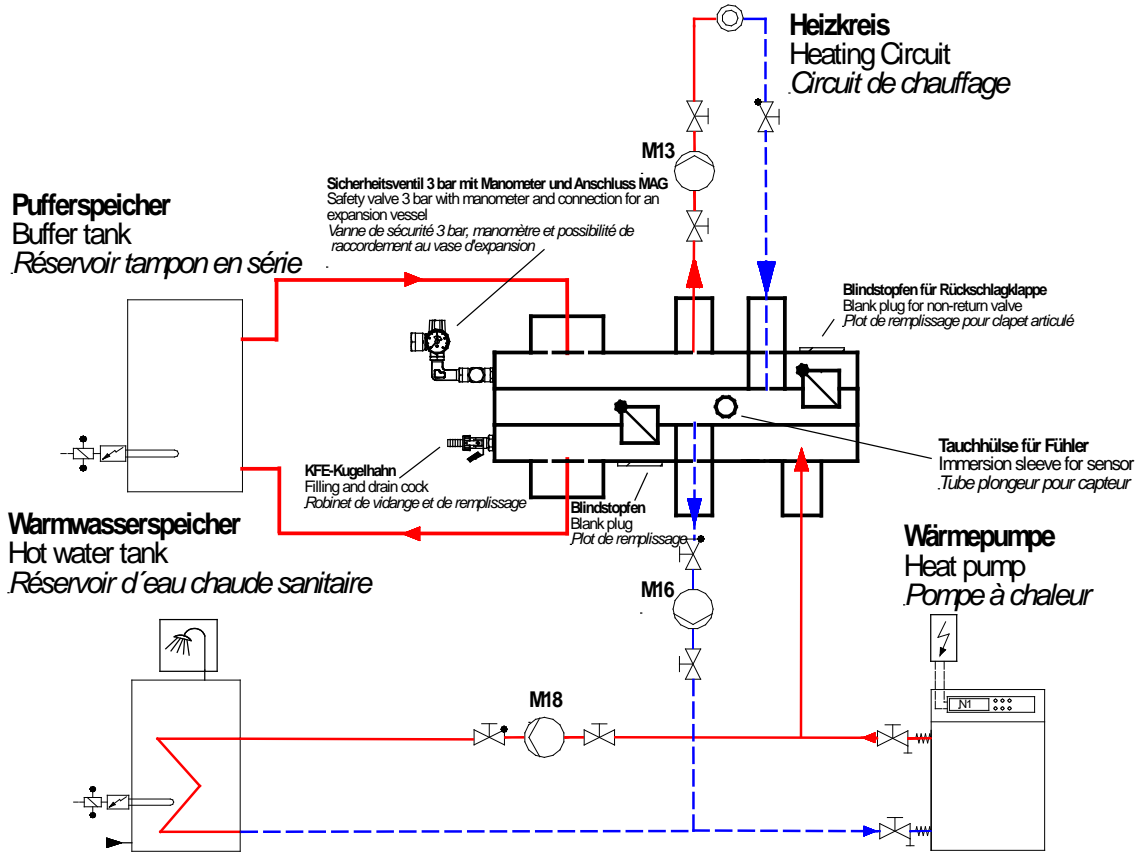 Heizkreis
Heating Circuit
Circuit de chauffage
M13
Sicherheitsventil 3 bar mit Manometer und Anschluss MAG
Safety valve 3 bar with manometer and connection for an
expansion vessel
Vanne de sécurité 3 bar, manomètre et possibilité de
raccordement au vase d'expansion
Pufferspeicher
Buffer tank
Réservoir tampon en série
Blindstopfen für Rückschlagklappe
Blank plug for non-return valve
Plot de remplissage pour clapet articulé
Tauchhülse für Fühler
Immersion sleeve for sensor
Tube plongeur pour capteur
KFE-Kugelhahn
Filling and drain cock
Robinet de vidange et de remplissage
Blindstopfen
Blank plug
Plot de remplissage
Warmwasserspeicher
Hot water tank
Réservoir d´eau chaude sanitaire
Wärmepumpe
Heat pump
Pompe à chaleur
M16
M18
N1